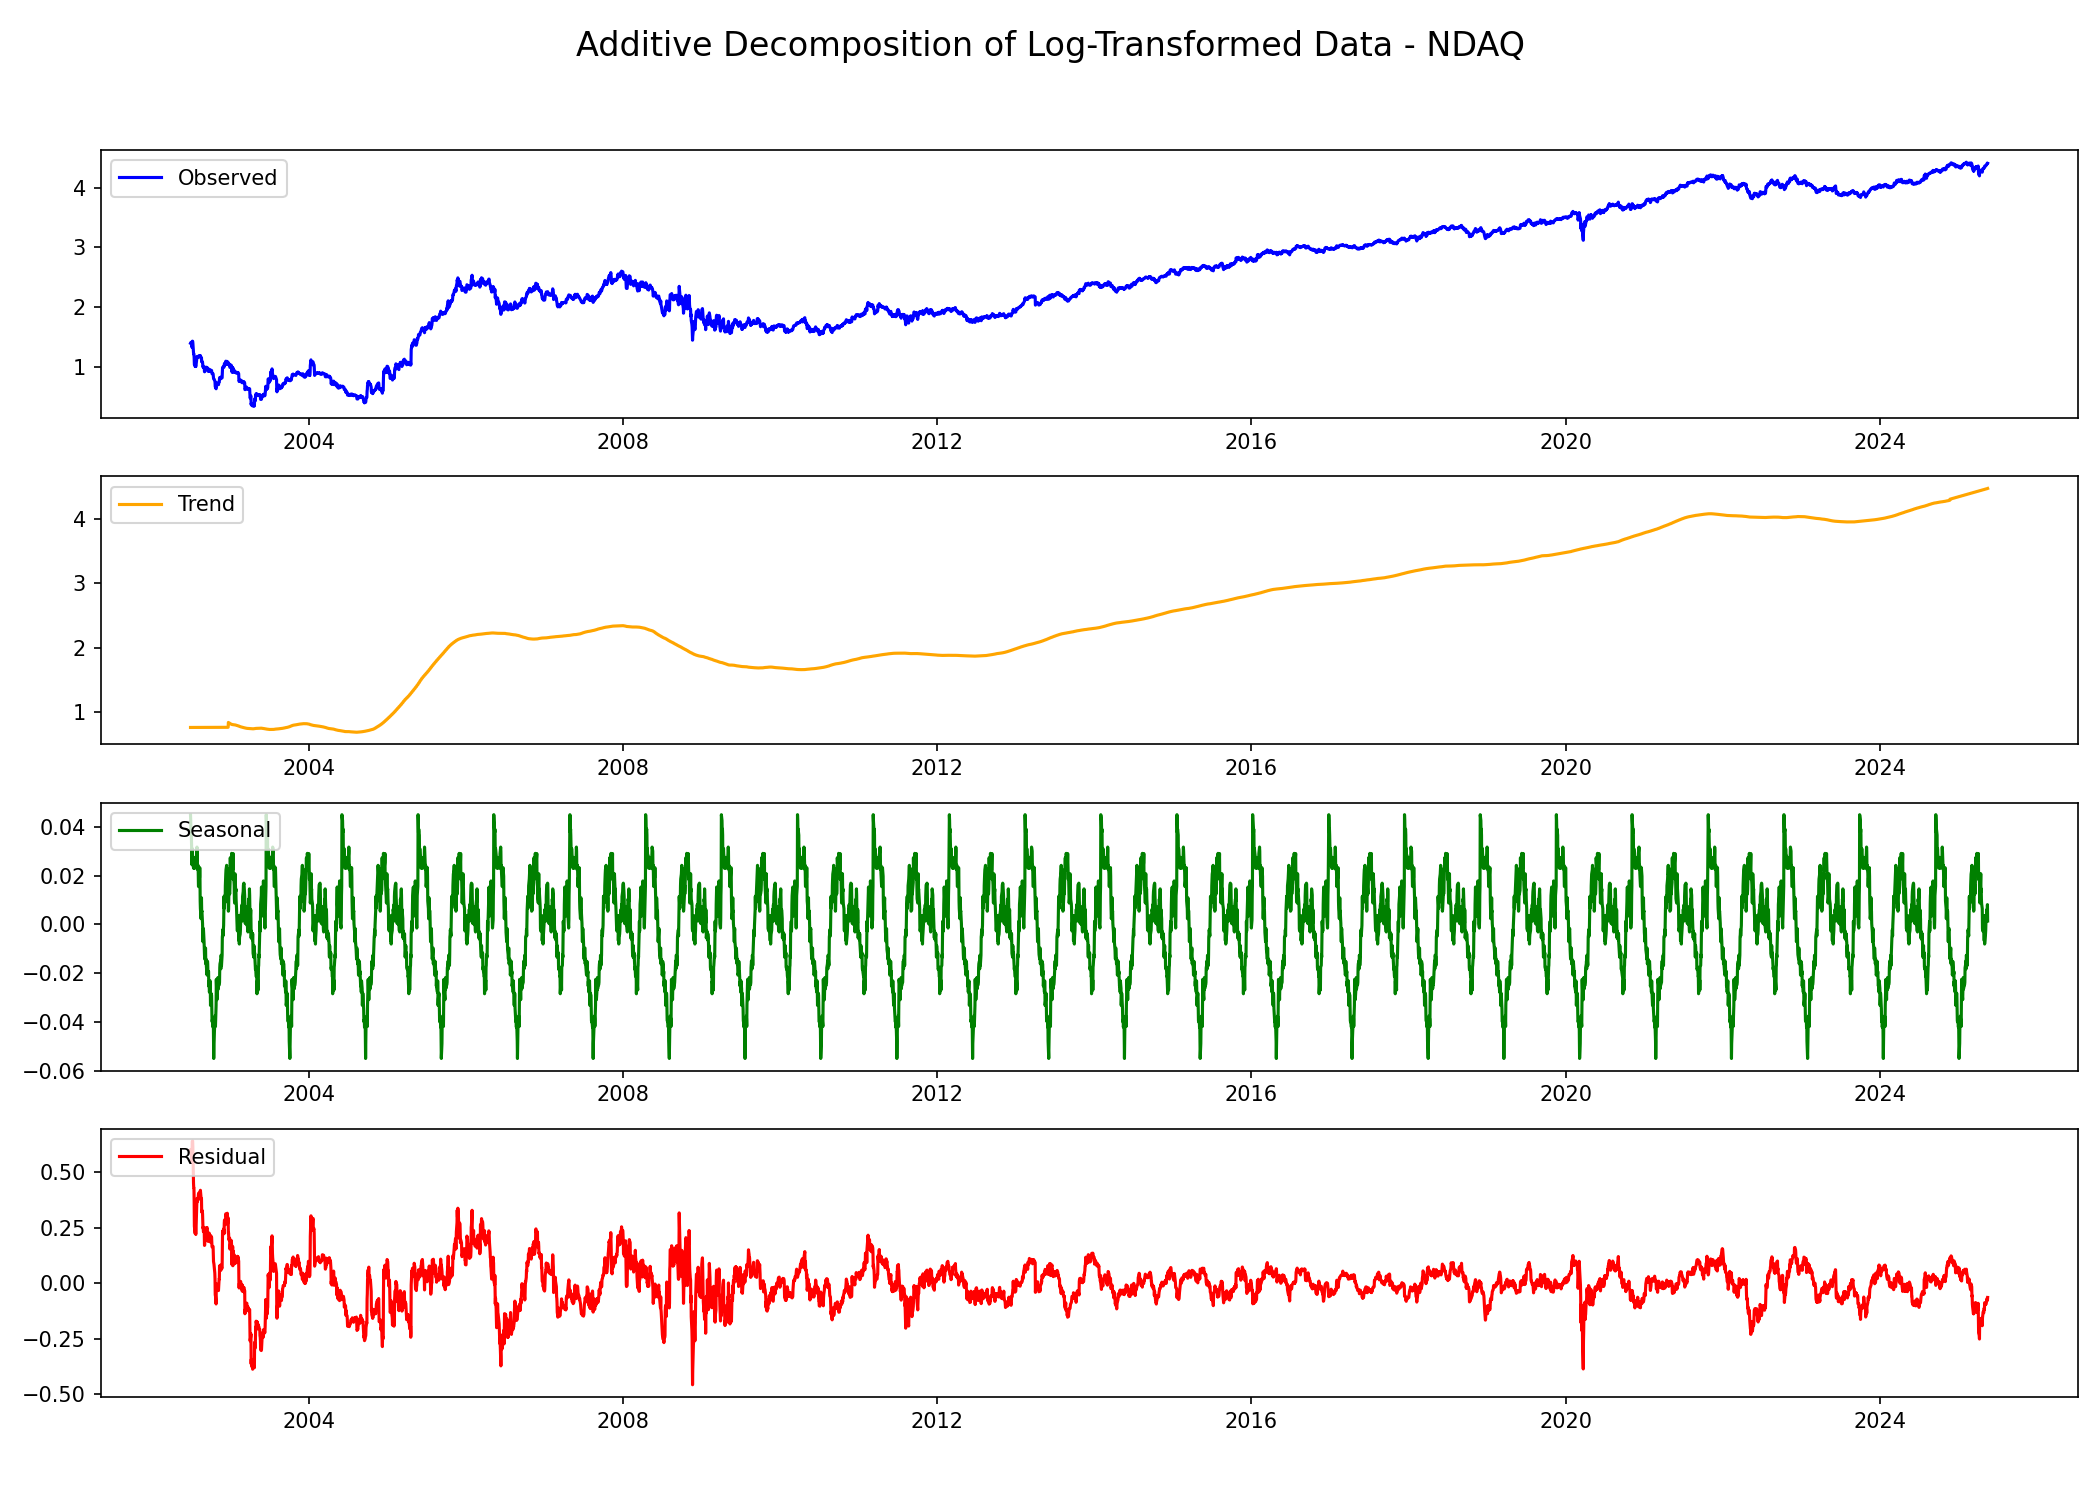 Additive Decomposition of Log-Transformed Data - NDAQ
Observed
4
3
2
1
2004 2008 2012 2016 2020 2024
Trend
4
3
2
1
2004 2008 2012 2016 2020 2024
Seasonal
0.04
0.02
0.00
−0.02
−0.04
−0.06
2004 2008 2012 2016 2020 2024
Residual
0.50
0.25
0.00
−0.25
−0.50
2004 2008 2012 2016 2020 2024